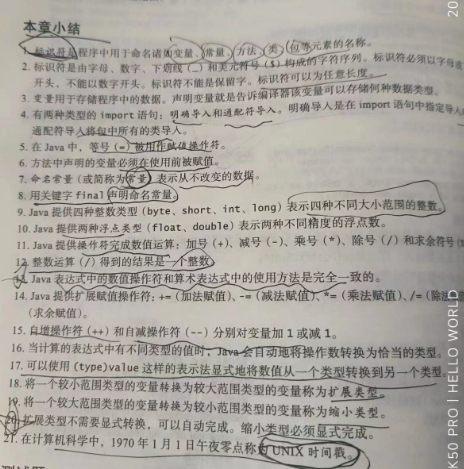 本章小结
1. 标识符是程序中用于命名诸如变量、常量、方法、类、包等元素的名称。
2. 标识符是由字母、数字、下划线（_）和美元符号（$）构成的字符序列。标识符必须以字母或
开头，不能以数字开头。标识符不能是保留字。标识符可以为任意长度。
3. 变量用于存储程序中的数据。声明变量就是告诉编译器该变量可以存储何种数据类型。
4. 有两种类型的 import 语句：明确导入和通配符导入。明确导入是在 import 语句中指定导入
通配符导入将包中所有的类导入。
5. 在 Java 中，等号（=）被用作赋值操作符。
6. 方法中声明的变量必须在使用前被赋值。
7. 命名常量（或简称为常量）表示从不改变的数据。
8. 用关键字 final 声明命名常量。
9. Java 提供四种整数类型（byte、short、int、long）表示四种不同大小范围的整数。
10. Java 提供两种浮点类型（float、double）表示两种不同精度的浮点数。
11. Java 提供操作符完成数值运算：加号（+）、减号（-）、乘号（*）、除号（/）和求余符号
12. 整数运算（/）得到的结果是一个整数。
13. Java 表达式中的数值操作符和算术表达式中的使用方法是完全一致的。
14. Java 提供扩展赋值操作符：+=（加法赋值）、-=（减法赋值）、*=（乘法赋值）、/=（除法
（求余赋值）。
15. 自增操作符（++）和自减操作符（--）分别对变量加 1 或减 1。
16. 当计算的表达式中有不同类型的值时，Java 会自动地将操作数转换为恰当的类型。
17. 可以使用（type)value 这样的表示法显式地将数值从一个类型转换到另一个类型。
18. 将一个较小范围类型的变量转换为较大范围类型的变量称为扩展类型。
19. 将一个较大范围类型的变量转换为较小范围类型的变量称为缩小类型。
20. 扩展类型不需要显式转换，可以自动完成。缩小类型必须显式完成。
21. 在计算机科学中，1970 年 1 月 1 日午夜零点称为 UNIX 时间戳。
K50 PRO | HELLO WORLD
20